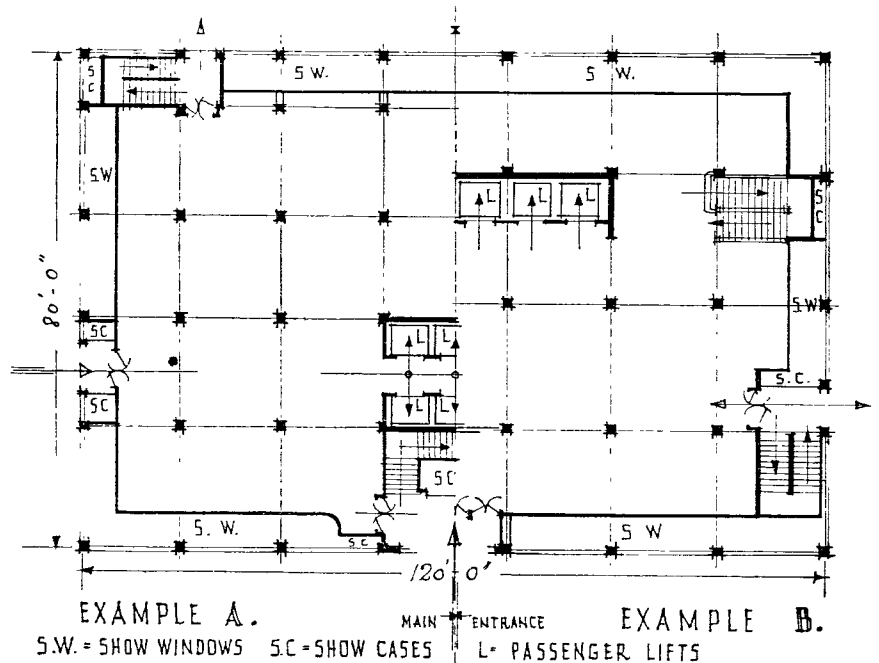 S C
S W.
S W.
S.W
L
L
L
S C
80'-0"
S.W
SC
L
L
SC
L
L
S.C.
SC
S. W.
S.C
S W
120'-0"
EXAMPLE A.
MAIN ENTRANCE
EXAMPLE B.
S.W. = SHOW WINDOWS S.C = SHOW CASES L = PASSENGER LIFTS